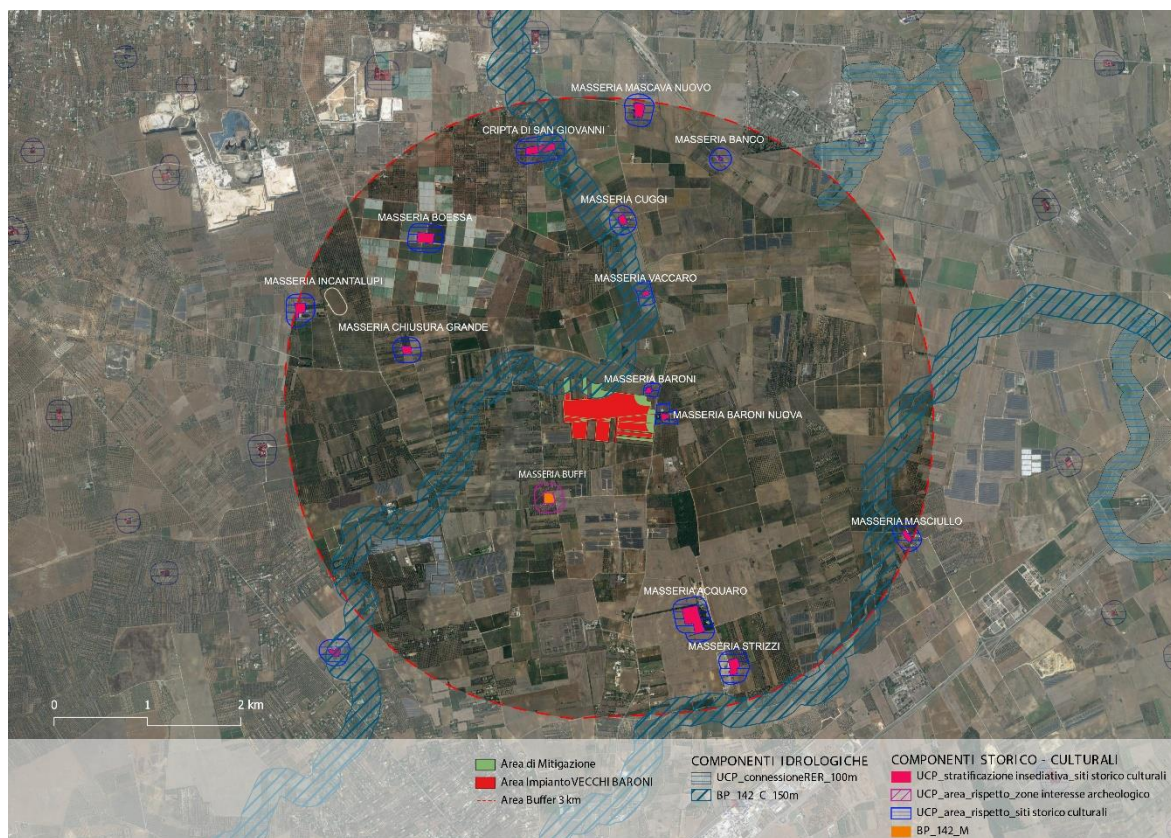 MASSERIA MASCAVA NUOVO
CRIPTA DI SAN GIOVANNI
MASSERIA BANCO
MASSERIA CUGGI
MASSERIA BOESSA
MASSERIA VACCARO
MASSERIA INCANTALUPI
MASSERIA CHIUSURA GRANDE
MASSERIA BARONI
MASSERIA BARONI NUOVA
MASSERIA BUFFI
MASSERIA MASCIULLO
MASSERIA ACQUARO
MASSERIA STRIZZI
0 1 2 km
Area di Mitigazione
Area Impianto VECCHI BARONI
Area Buffer 3 km
COMPONENTI IDROLOGICHE
UCP_connessioneRER_100m
BP_142_C_150m
COMPONENTI STORICO - CULTURALI
UCP_stratificazione insediativa_siti storico culturali
UCP_area_rispetto_zone interesse archeologico
UCP_area_rispetto_siti storico culturali
BP_142_M